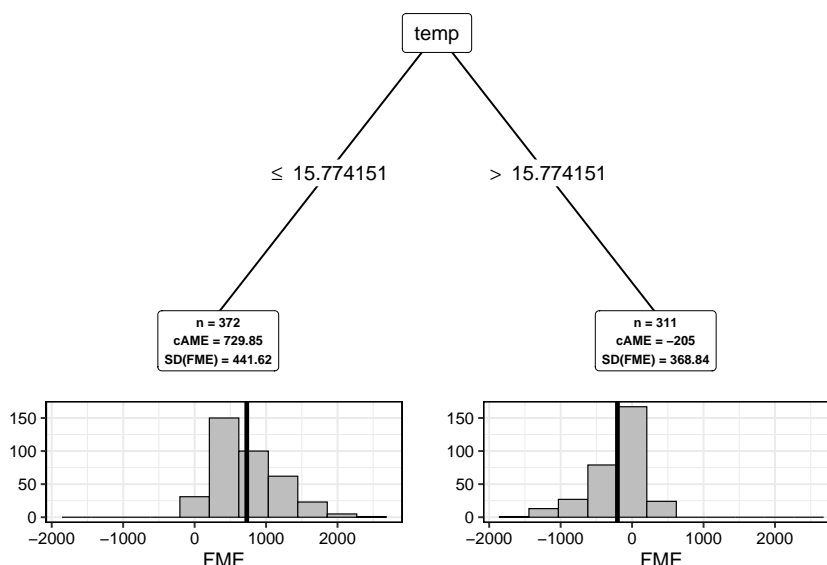 temp
≤ 15.774151
> 15.774151
n = 372
cAME = 729.85
SD(FME) = 441.62
n = 311
cAME = −205
SD(FME) = 368.84
150
100
50
0
−2000 −1000 0 1000 2000
FME
150
100
50
0
−2000 −1000 0 1000 2000
FME